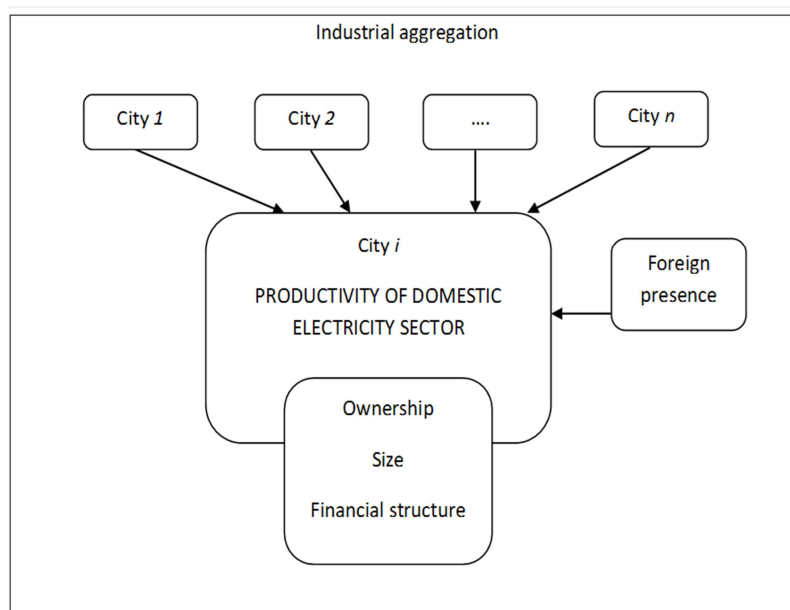 Industrial aggregation
City 1
City 2
....
City n
City i
PRODUCTIVITY OF DOMESTIC
ELECTRICITY SECTOR
Foreign
presence
Ownership
Size
Financial structure